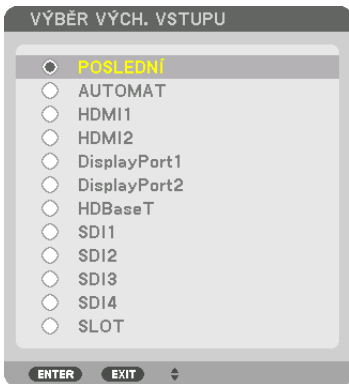 VÝBĚR VÝCH. VSTUPU
POSLEDNÍ
AUTOMAT
HDMI1
HDMI2
DisplayPort1
DisplayPort2
HDBaseT
SDI1
SDI2
SDI3
SDI4
SLOT
ENTER EXIT